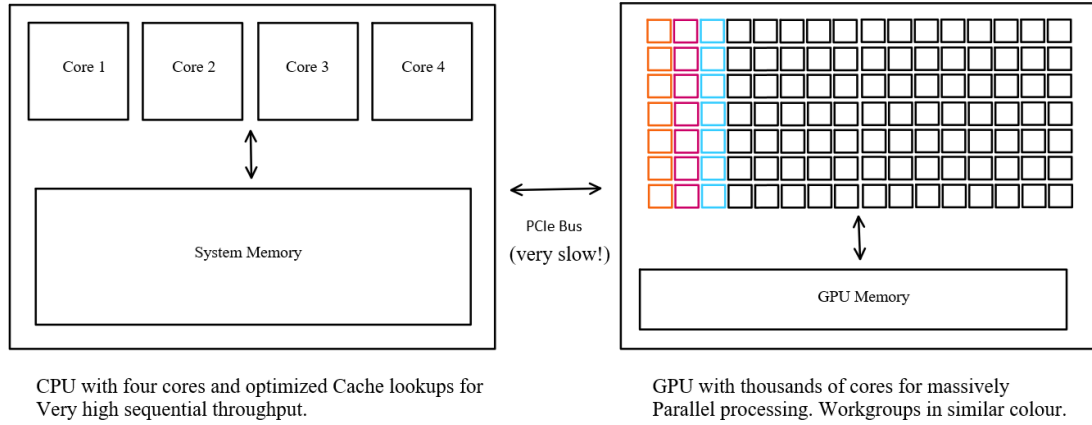 Core 1
Core 2
Core 3
Core 4
System Memory
PCIe Bus
(very slow!)
GPU Memory
CPU with four cores and optimized Cache lookups for
Very high sequential throughput.
GPU with thousands of cores for massively
Parallel processing. Workgroups in similar colour.